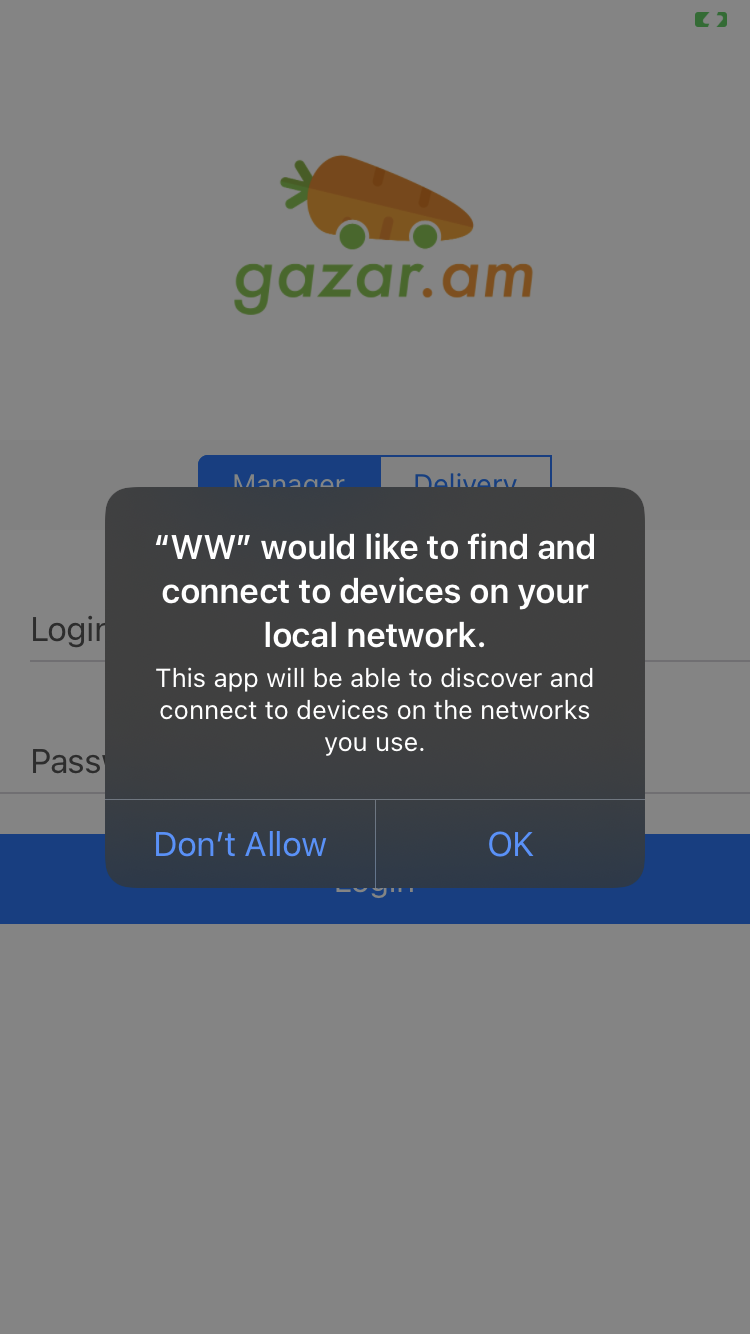 gazar.am
Manager
Delivery
“WW” would like to find and
connect to devices on your
local network.
This app will be able to discover and
connect to devices on the networks
you use.
Login
Passw
Don’t Allow
OK
Login